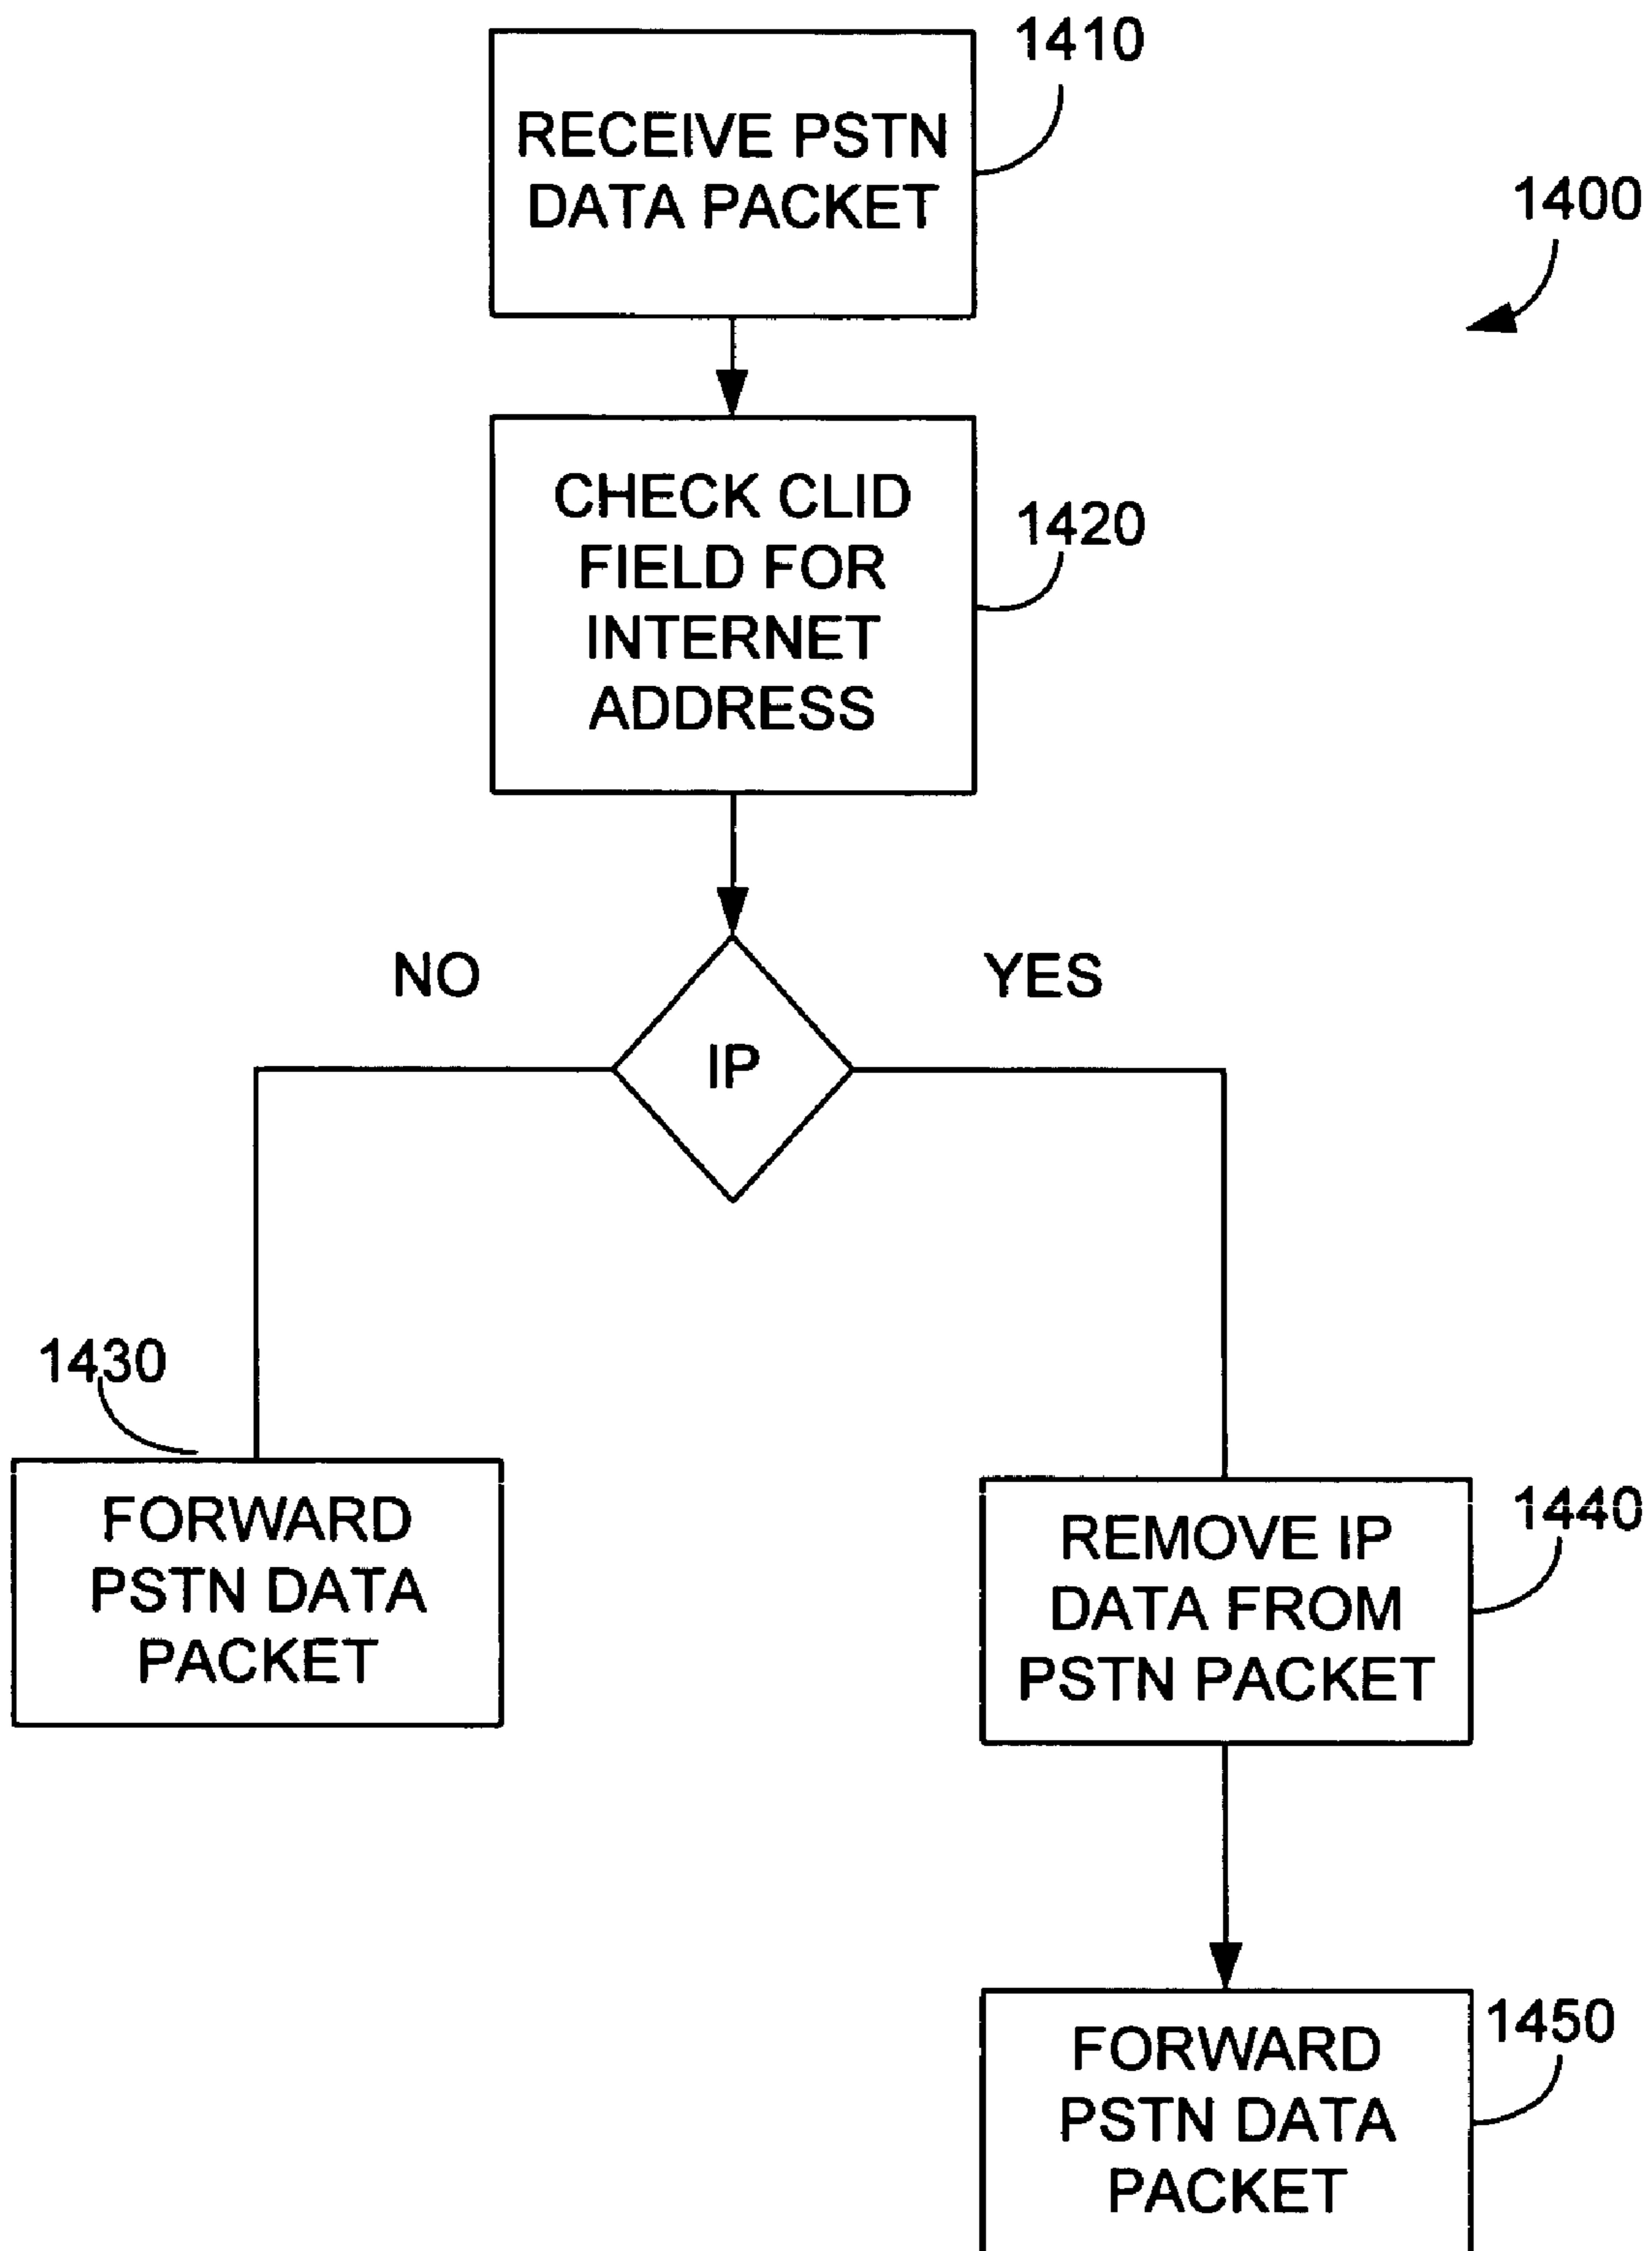 1410
RECEIVE PSTN
DATA PACKET
1400
CHECK CLID
FIELD FOR
INTERNET
ADDRESS
1420
NO
YES
IP
1430
FORWARD
PSTN DATA
PACKET
1440
REMOVE IP
DATA FROM
PSTN PACKET
1450
FORWARD
PSTN DATA
PACKET